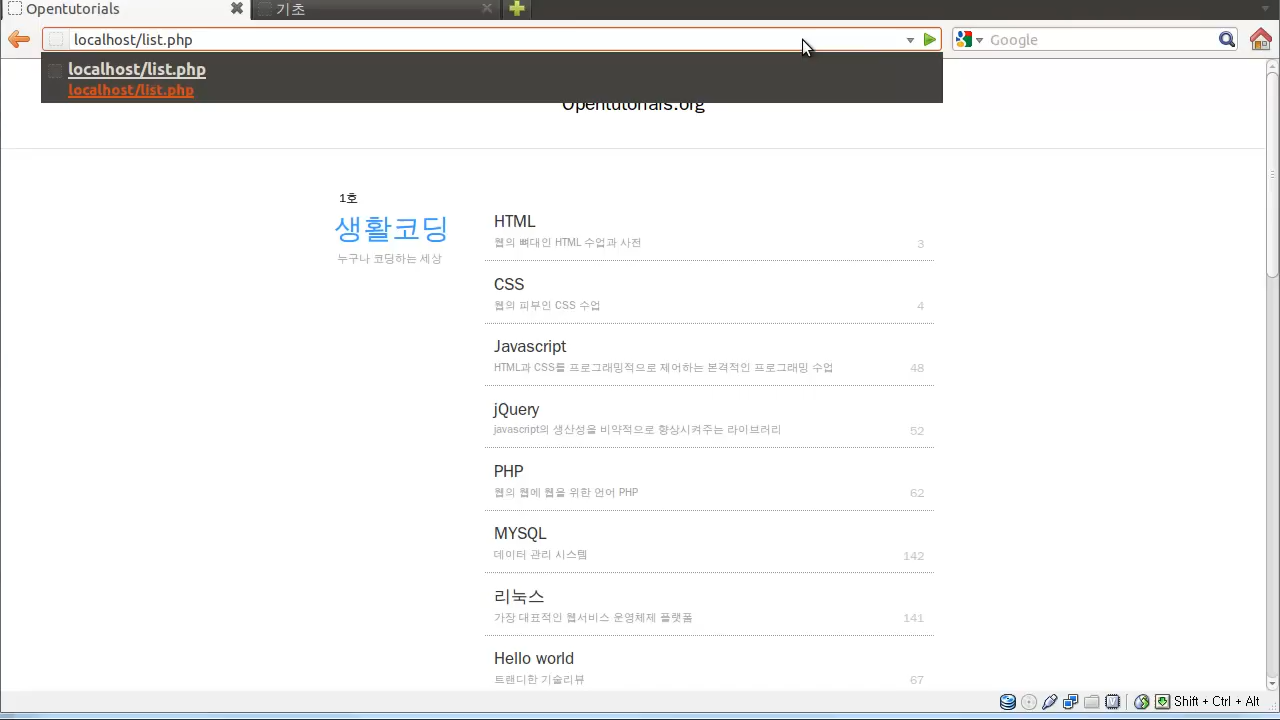 Opentutorials
기초
localhost/list.php
Google
localhost/list.php
localhost/list.php
Opentutorials.org
1호
생활코딩
누구나 코딩하는 세상
HTML
웹의 뼈대인 HTML 수업과 사전
3
CSS
웹의 피부인 CSS 수업
4
Javascript
HTML과 CSS를 프로그래밍적으로 제어하는 본격적인 프로그래밍 수업
48
jQuery
javascript의 생산성을 비약적으로 향상시켜주는 라이브러리
52
PHP
웹의 웹에 웹을 위한 언어 PHP
62
MYSQL
데이터 관리 시스템
142
리눅스
가장 대표적인 웹서비스 운영체제 플랫폼
141
Hello world
트랜디한 기술리뷰
67
Shift + Ctrl + Alt